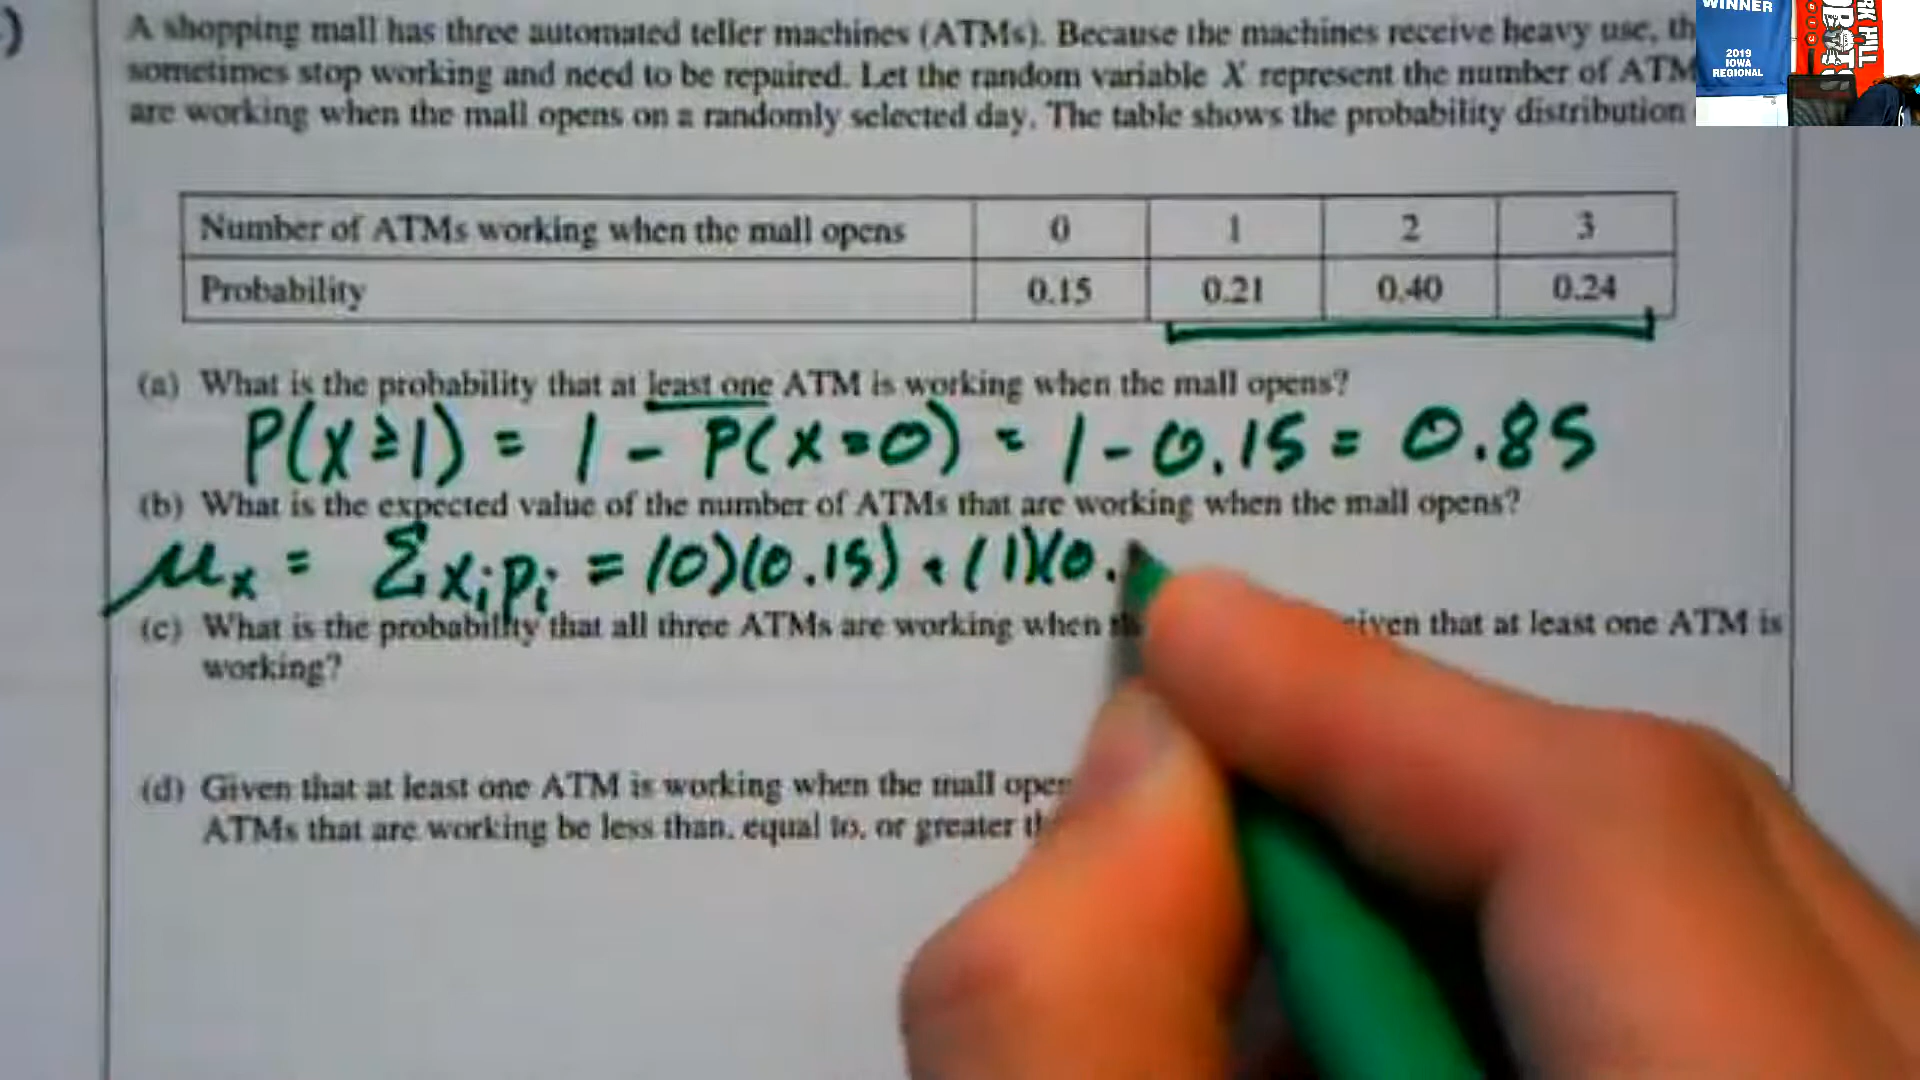 )
A shopping mall has three automated teller machines (ATMs). Because the machines receive heavy use,
sometimes stop working and need to be repaired. Let the random variable X represent the number of ATM
are working when the mall opens on a randomly selected day. The table shows the probability distribution
WINNER
2019
IOWA
REGIONAL
Number of ATMs working when the mall opens 0 1 2 3
Probability 0.15 0.21 0.40 0.24
(a) What is the probability that at least one ATM is working when the mall opens?
P(X≥1) = 1 - P(X=0) = 1-0.15 = 0.85
(b) What is the expected value of the number of ATMs that are working when the mall opens?
μx = Σxipi = (0)(0.15) + (1)(0.
(c) What is the probability that all three ATMs are working when given that at least one ATM is
working?
(d) Given that at least one ATM is working when the mall
ATMs that are working be less than, equal to, or greater